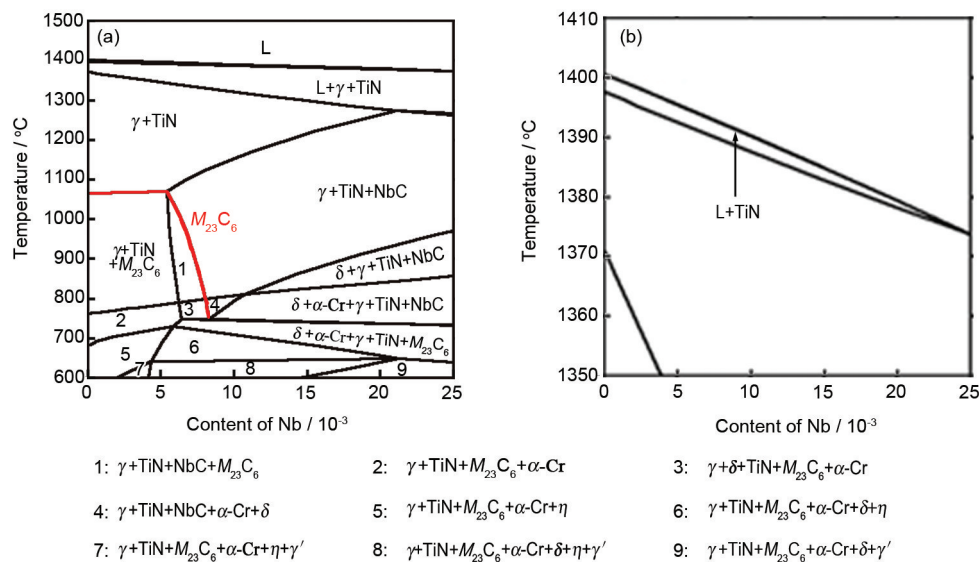 (a)
1500
1400
1300
1200
1100
1000
900
800
700
600
Temperature / °C
L
L+γ+TiN
γ+TiN
γ+TiN+NbC
M₂₃C₆
γ+TiN
+M₂₃C₆
1
δ+γ+TiN+NbC
2
3
4
δ+α-Cr+γ+TiN+NbC
δ+α-Cr+γ+TiN+M₂₃C₆
5
6
7
8
9
0 5 10 15 20 25
Content of Nb / 10⁻³
(b)
1410
1400
1390
1380
1370
1360
1350
Temperature / °C
L+TiN
0 5 10 15 20 25
Content of Nb / 10⁻³
1: γ+TiN+NbC+M₂₃C₆ 2: γ+TiN+M₂₃C₆+α-Cr 3: γ+δ+TiN+M₂₃C₆+α-Cr
4: γ+TiN+NbC+α-Cr+δ 5: γ+TiN+M₂₃C₆+α-Cr+η 6: γ+TiN+M₂₃C₆+α-Cr+δ+η
7: γ+TiN+M₂₃C₆+α-Cr+η+γ′ 8: γ+TiN+M₂₃C₆+α-Cr+δ+η+γ′ 9: γ+TiN+M₂₃C₆+α-Cr+δ+γ′